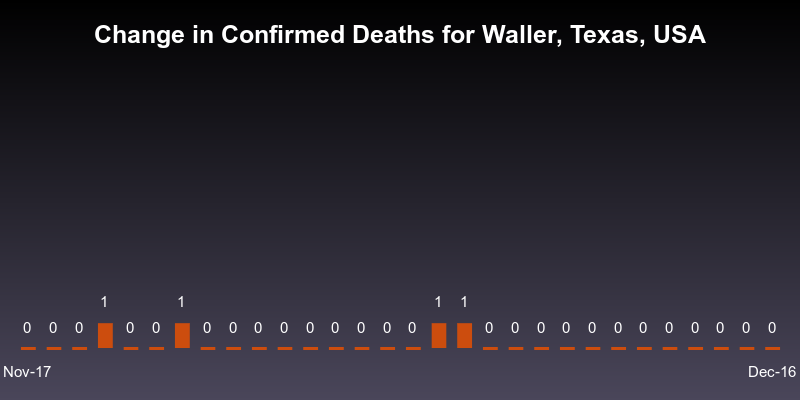 Change in Confirmed Deaths for Waller, Texas, USA
1 1 1 1
0 0 0 0 0 0 0 0 0 0 0 0 0 0 0 0 0 0 0 0 0 0 0 0 0 0
Nov-17 Dec-16